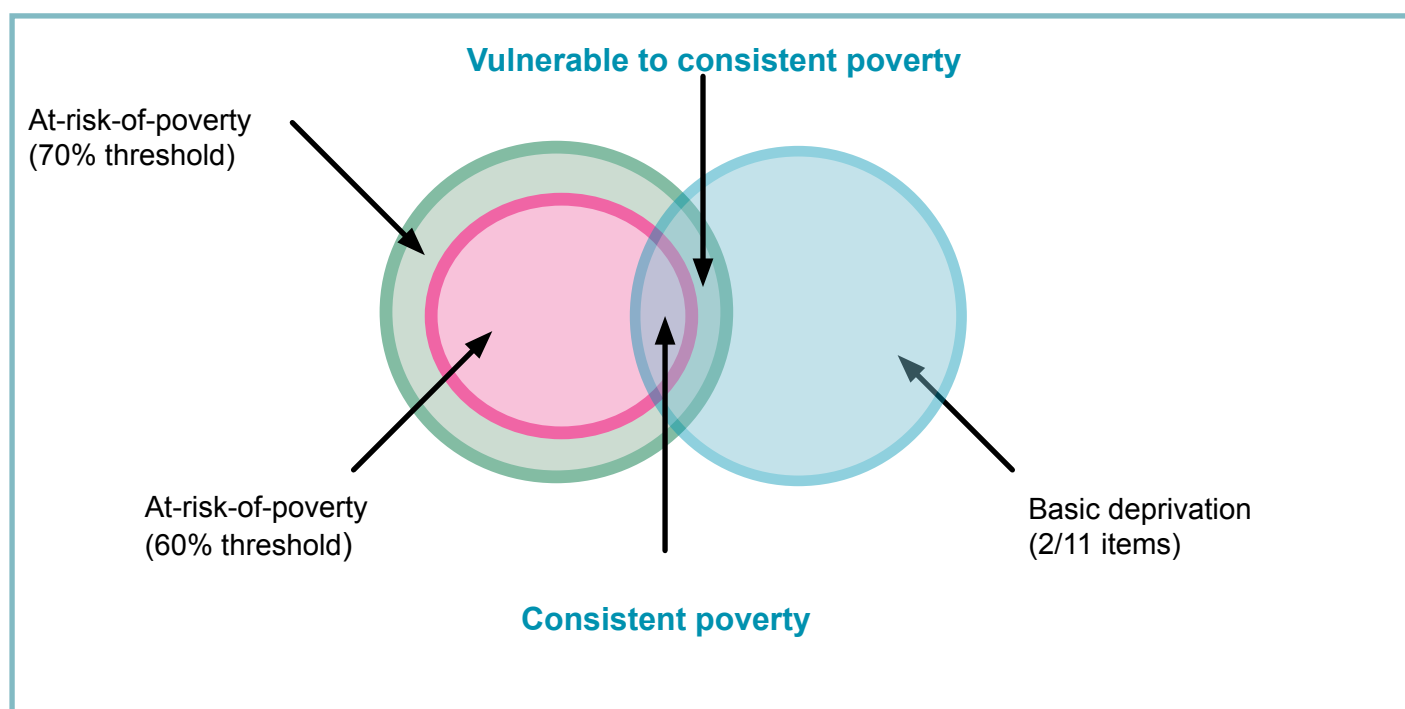 Vulnerable to consistent poverty
At-risk-of-poverty
(70% threshold)
At-risk-of-poverty
(60% threshold)
Basic deprivation
(2/11 items)
Consistent poverty